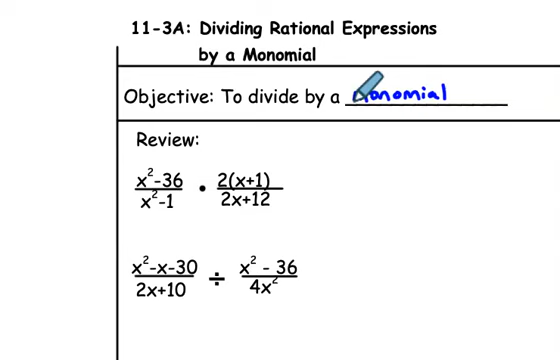 11-3A: Dividing Rational Expressions
by a Monomial
Objective: To divide by a monomial
Review:
x²-36 2(x+1)
x²-1 • 2x+12
x²-x-30 x² - 36
2x+10 ÷ 4x²